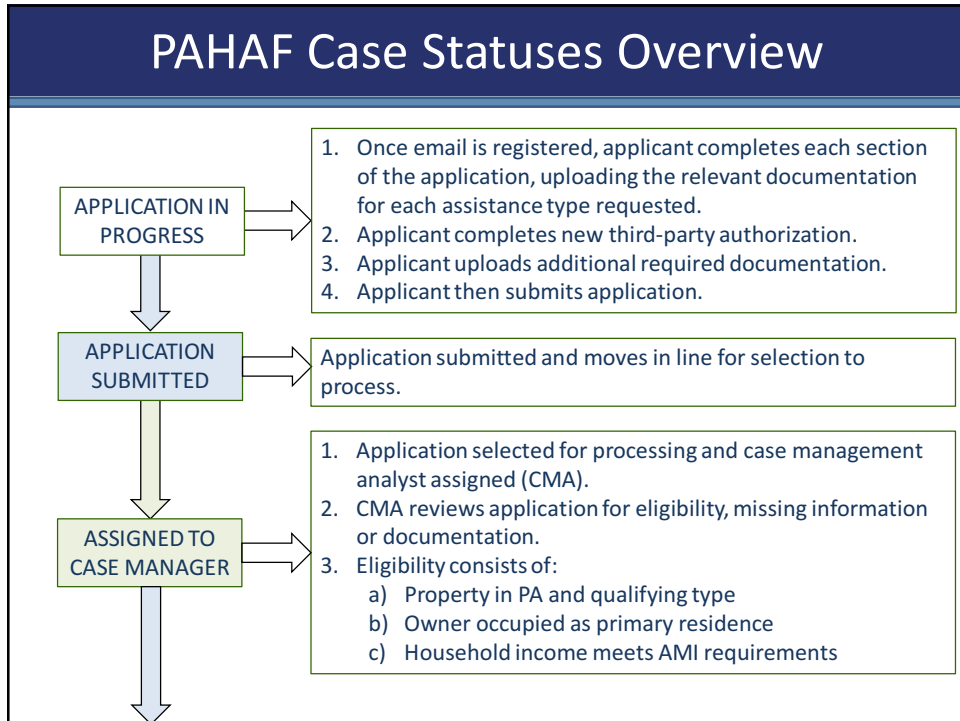 PAHAF Case Statuses Overview
APPLICATION IN
PROGRESS
1. Once email is registered, applicant completes each section
of the application, uploading the relevant documentation
for each assistance type requested.
2. Applicant completes new third-party authorization.
3. Applicant uploads additional required documentation.
4. Applicant then submits application.
APPLICATION
SUBMITTED
Application submitted and moves in line for selection to
process.
ASSIGNED TO
CASE MANAGER
1. Application selected for processing and case management
analyst assigned (CMA).
2. CMA reviews application for eligibility, missing information
or documentation.
3. Eligibility consists of:
a) Property in PA and qualifying type
b) Owner occupied as primary residence
c) Household income meets AMI requirements